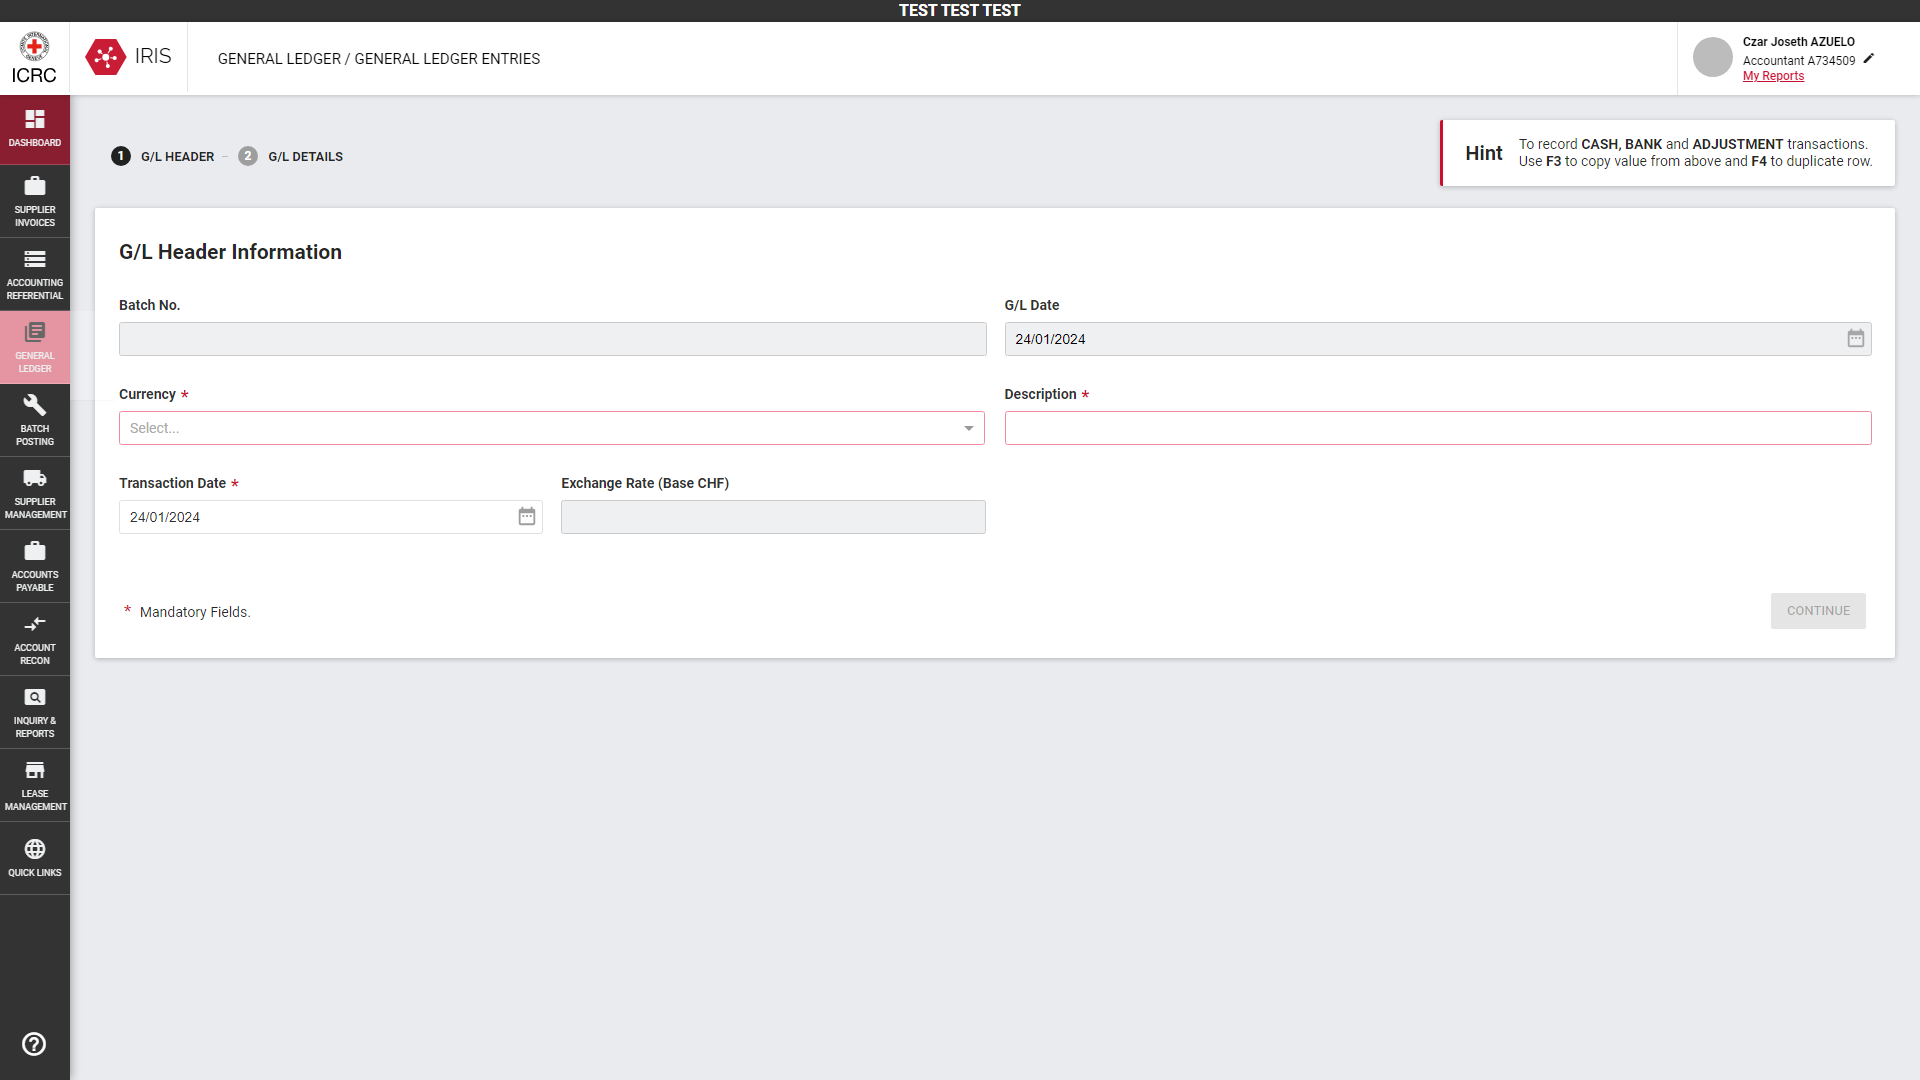 TEST TEST TEST
ICRC
IRIS
GENERAL LEDGER / GENERAL LEDGER ENTRIES
Czar Joseth AZUELO
Accountant A734509
My Reports
DASHBOARD
SUPPLIER
INVOICES
ACCOUNTING
REFERENTIAL
GENERAL
LEDGER
BATCH
POSTING
SUPPLIER
MANAGEMENT
ACCOUNTS
PAYABLE
ACCOUNT
RECON
INQUIRY &
REPORTS
LEASE
MANAGEMENT
QUICK LINKS
1 G/L HEADER – 2 G/L DETAILS
Hint
To record CASH, BANK and ADJUSTMENT transactions.
Use F3 to copy value from above and F4 to duplicate row.
G/L Header Information
Batch No.
G/L Date
24/01/2024
Currency *
Select...
Description *
Transaction Date *
24/01/2024
Exchange Rate (Base CHF)
* Mandatory Fields.
CONTINUE